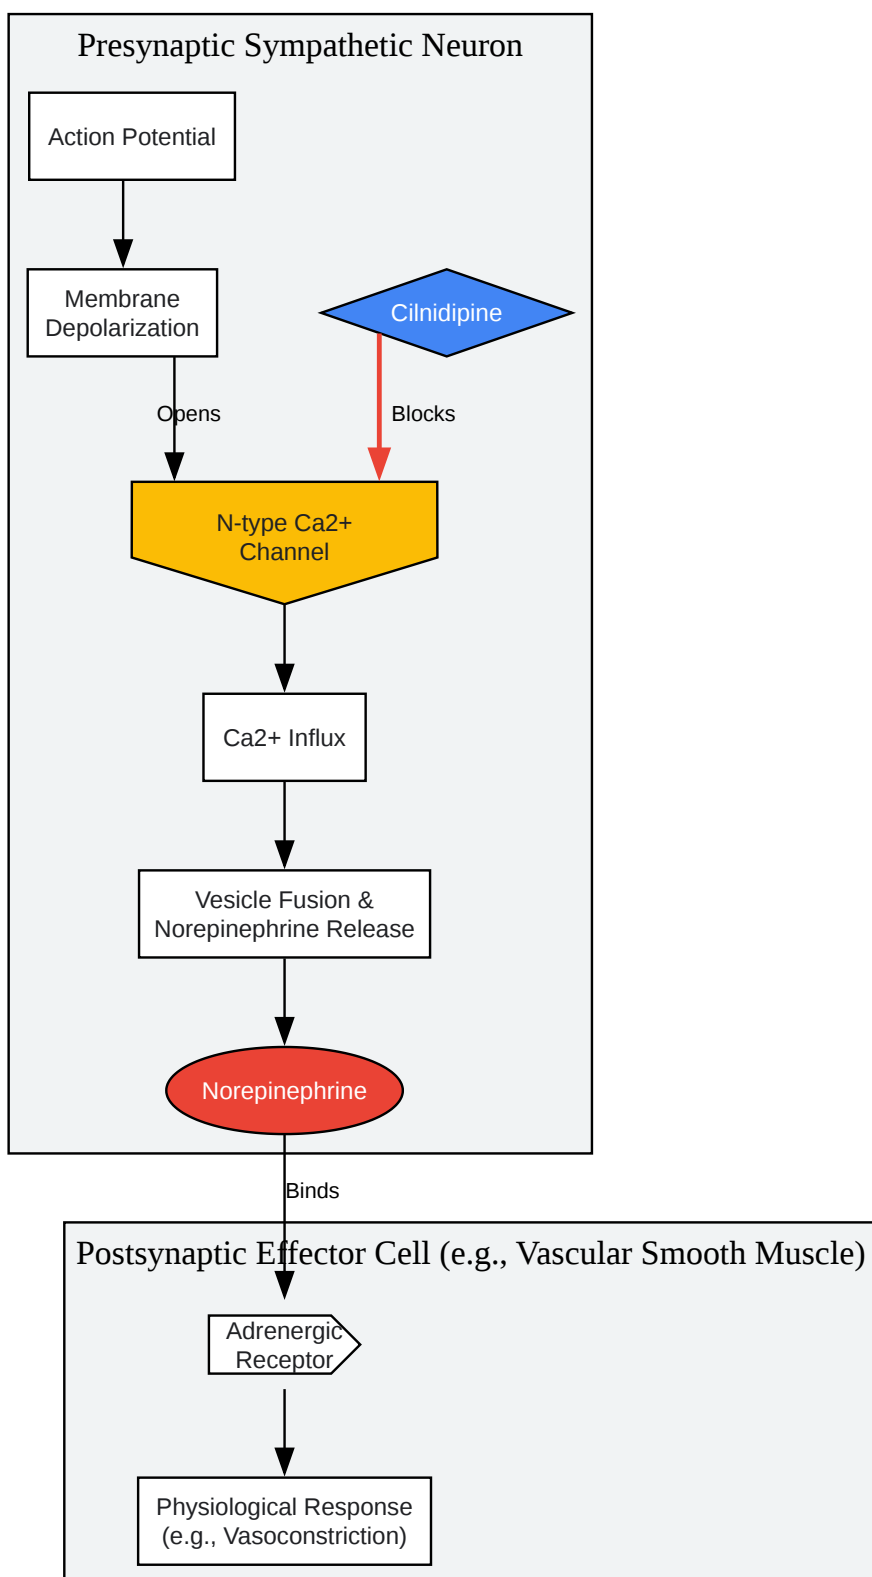 Presynaptic Sympathetic Neuron
Action Potential
Membrane
Depolarization
Cilnidipine
Opens
Blocks
N-type Ca2+
Channel
Ca2+ Influx
Vesicle Fusion &
Norepinephrine Release
Norepinephrine
Binds
Postsynaptic Effector Cell (e.g., Vascular Smooth Muscle)
Adrenergic
Receptor
Physiological Response
(e.g., Vasoconstriction)